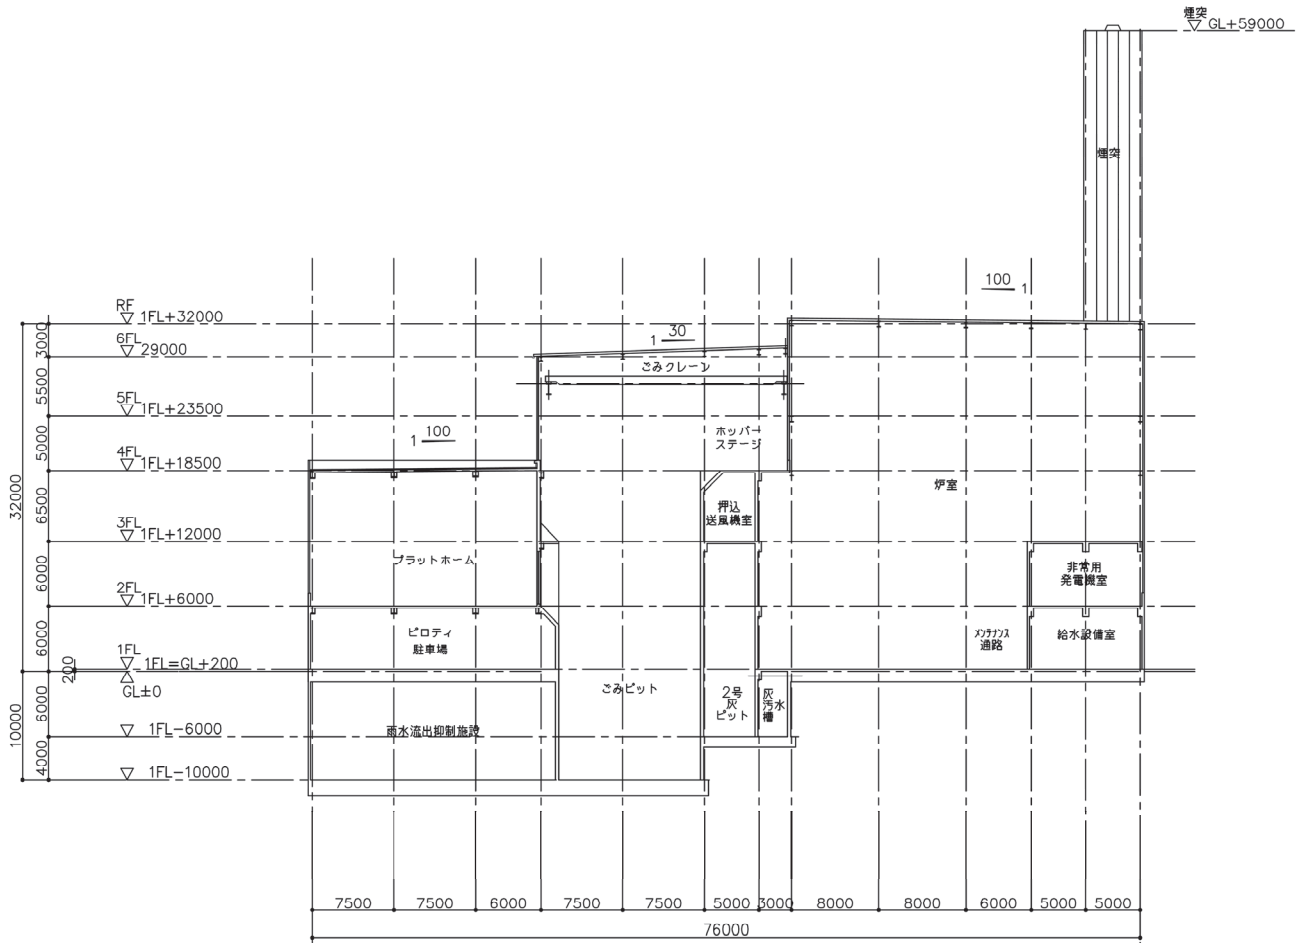 煙突
▽ GL+59000
煙突
100
1
RF
▽ 1FL+32000
6FL
▽ 29000
30
1
ごみクレーン
5FL
▽ 1FL+23500
ホッパー
ステージ
100
1
4FL
▽ 1FL+18500
炉室
押込
送風機室
3FL
▽ 1FL+12000
プラットホーム
非常用
発電機室
2FL
▽ 1FL+6000
ピロティ
駐車場
メンテナンス
通路
給水設備室
1FL
▽ 1FL=GL+200
△
GL±0
ごみピット
2号
灰
ピット
灰
汚水
槽
雨水流出抑制施設
▽ 1FL-6000
▽ 1FL-10000
3000
5500
5000
6500
6000
6000
200
6000
4000
32000
10000
7500 7500 6000 7500 7500 5000 3000 8000 8000 6000 5000 5000
76000